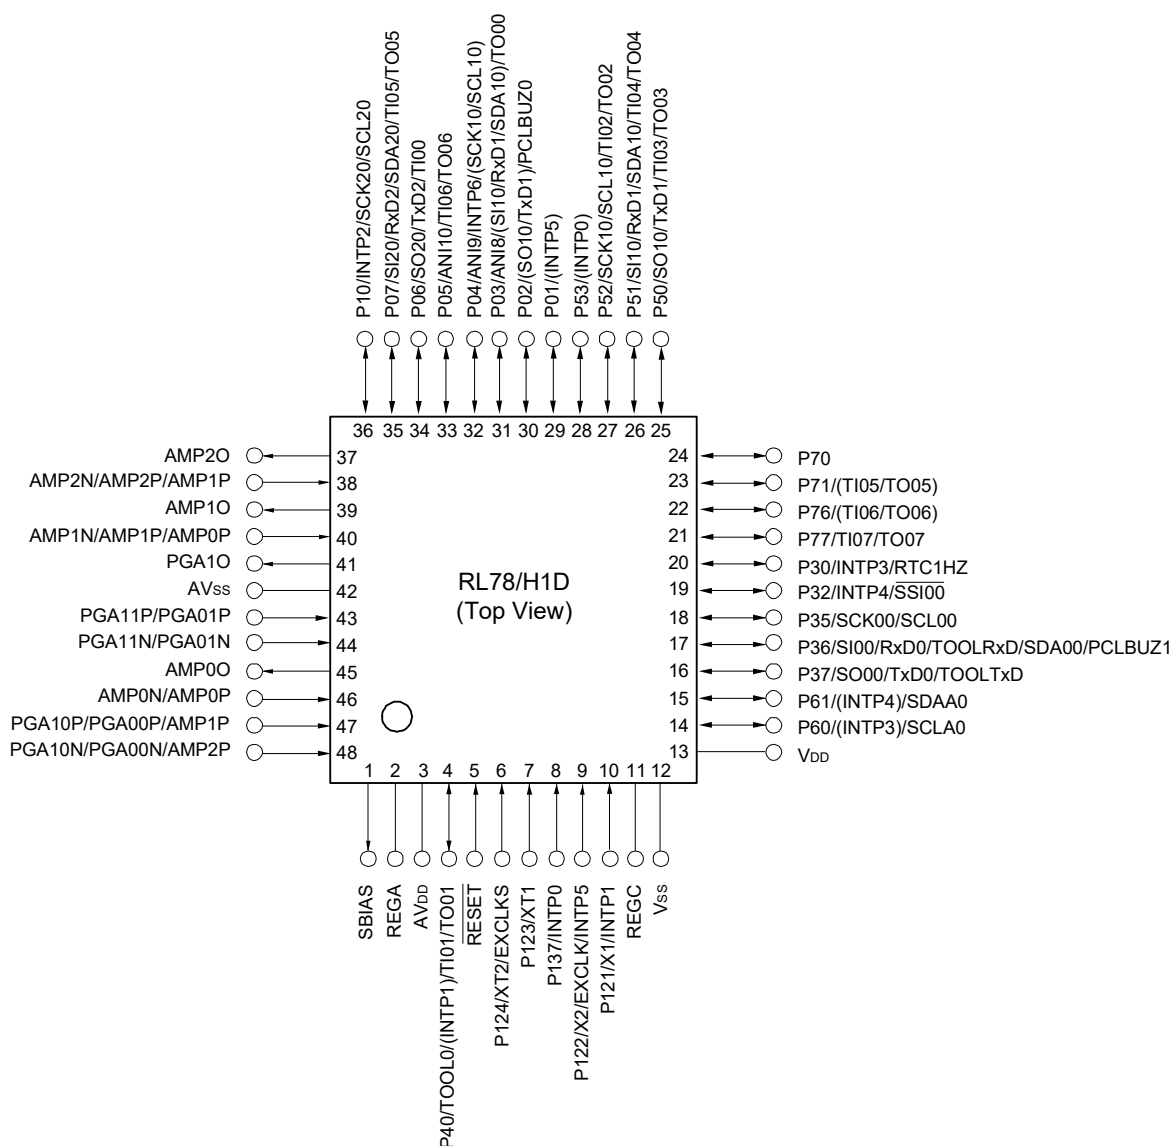 P10/INTP2/SCK20/SCL20
P07/SI20/RxD2/SDA20/TI05/TO05
P06/SO20/TxD2/TI00
P05/ANI10/TI06/TO06
P04/ANI9/INTP6/(SCK10/SCL10)
P03/ANI8/(SI10/RxD1/SDA10)/TO00
P02/(SO10/TxD1)/PCLBUZ0
P01/(INTP5)
P53/(INTP0)
P52/SCK10/SCL10/TI02/TO02
P51/SI10/RxD1/SDA10/TI04/TO04
P50/SO10/TxD1/TI03/TO03
36 35 34 33 32 31 30 29 28 27 26 25
AMP2O 37
AMP2N/AMP2P/AMP1P 38
AMP1O 39
AMP1N/AMP1P/AMP0P 40
PGA1O 41
AVSS 42
PGA11P/PGA01P 43
PGA11N/PGA01N 44
AMP0O 45
AMP0N/AMP0P 46
PGA10P/PGA00P/AMP1P 47
PGA10N/PGA00N/AMP2P 48
RL78/H1D
(Top View)
24 P70
23 P71/(TI05/TO05)
22 P76/(TI06/TO06)
21 P77/TI07/TO07
20 P30/INTP3/RTC1HZ
19 P32/INTP4/SSI00
18 P35/SCK00/SCL00
17 P36/SI00/RxD0/TOOLRxD/SDA00/PCLBUZ1
16 P37/SO00/TxD0/TOOLTxD
15 P61/(INTP4)/SDAA0
14 P60/(INTP3)/SCLA0
13 VDD
1 2 3 4 5 6 7 8 9 10 11 12
SBIAS
REGA
AVDD
P40/TOOL0/(INTP1)/TI01/TO01
RESET
P124/XT2/EXCLKS
P123/XT1
P137/INTP0
P122/X2/EXCLK/INTP5
P121/X1/INTP1
REGC
VSS